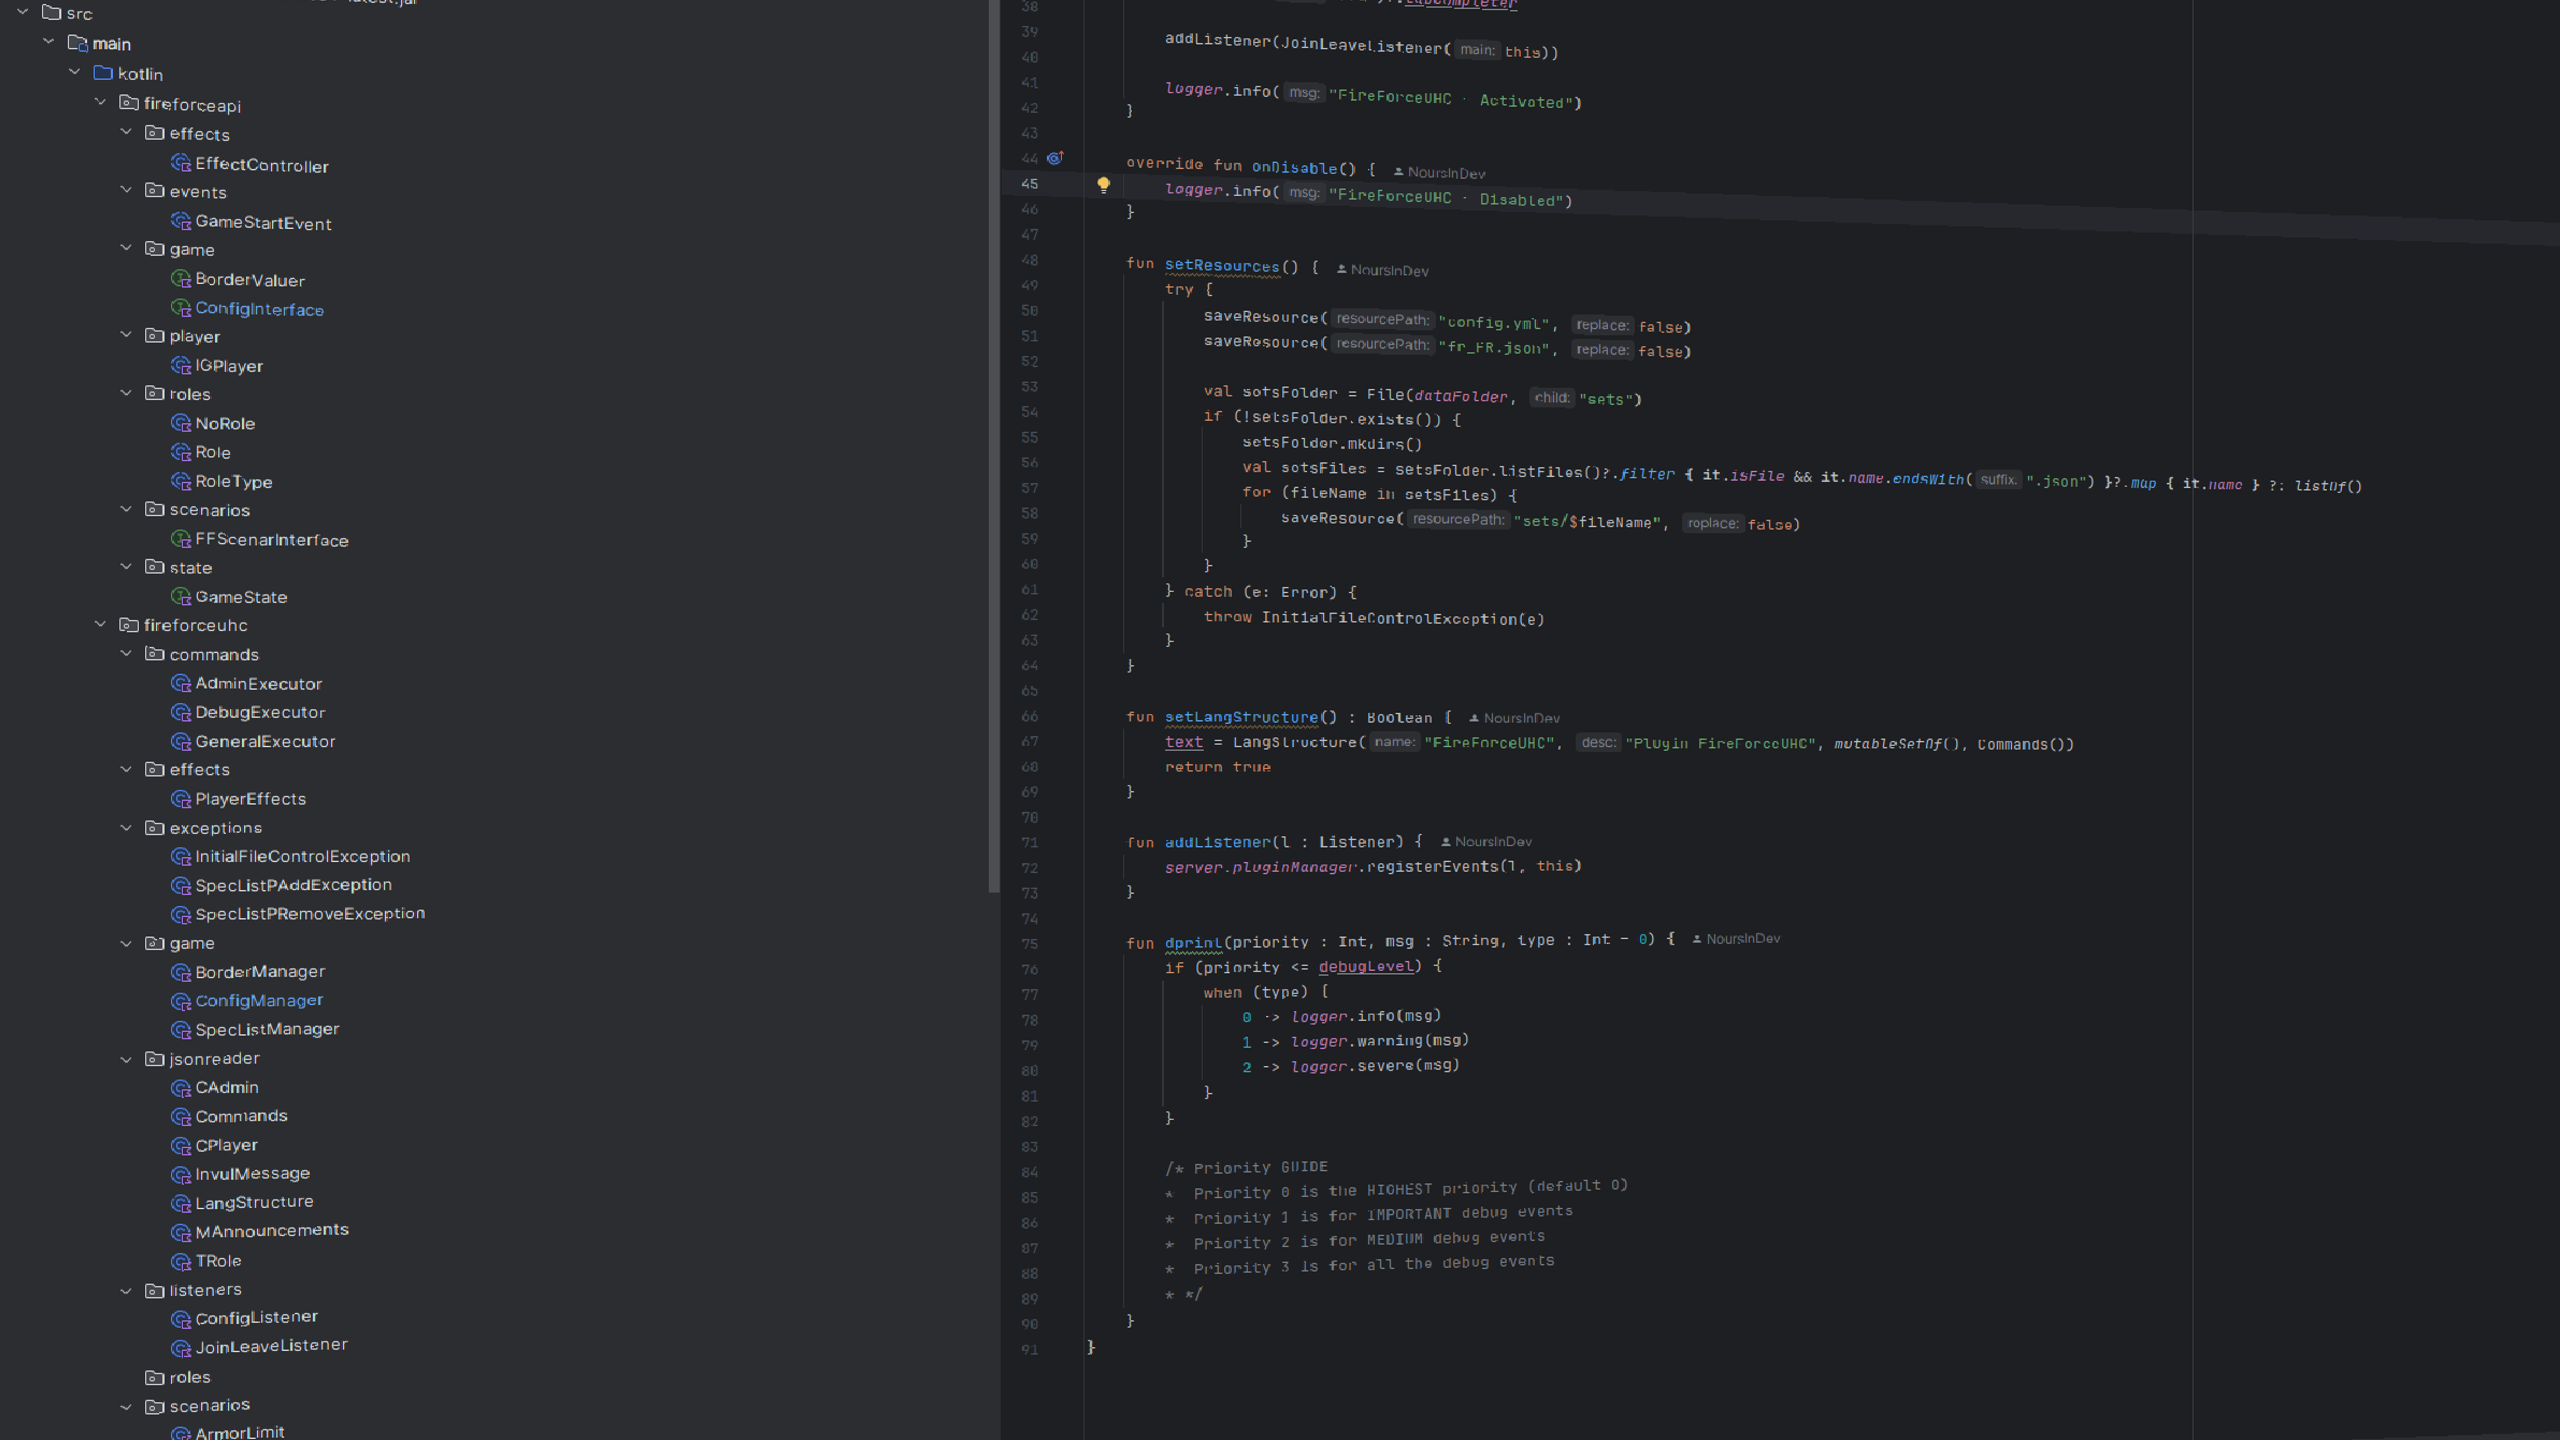 src
main
kotlin
fireforceapi
effects
EffectController
events
GameStartEvent
game
BorderValuer
ConfigInterface
player
IGPlayer
roles
NoRole
Role
RoleType
scenarios
FFScenarInterface
state
GameState
fireforceuhc
commands
AdminExecutor
DebugExecutor
GeneralExecutor
effects
PlayerEffects
exceptions
InitialFileControlException
SpecListPAddException
SpecListPRemoveException
game
BorderManager
ConfigManager
SpecListManager
jsonreader
CAdmin
Commands
CPlayer
InvulMessage
LangStructure
MAnnouncements
TRole
listeners
ConfigListener
JoinLeaveListener
roles
scenarios
ArmorLimit
38
39 addListener(JoinLeaveListener( main: this))
40
41 logger.info( msg: "FireForceUHC - Activated")
42 }
43
44 override fun onDisable() { NoursInDev
45 logger.info( msg: "FireForceUHC - Disabled")
46 }
47
48 fun setResources() { NoursInDev
49 try {
50 saveResource( resourcePath: "config.yml", replace: false)
51 saveResource( resourcePath: "fr_FR.json", replace: false)
52
53 val setsFolder = File(dataFolder, child: "sets")
54 if (!setsFolder.exists()) {
55 setsFolder.mkdirs()
56 val setsFiles = setsFolder.listFiles()?.filter { it.isFile && it.name.endsWith( suffix: ".json") }?.map { it.name } ?: listOf()
57 for (fileName in setsFiles) {
58 saveResource( resourcePath: "sets/$fileName", replace: false)
59 }
60 }
61 } catch (e: Error) {
62 throw InitialFileControlException(e)
63 }
64 }
65
66 fun setLangStructure() : Boolean { NoursInDev
67 text = LangStructure( name: "FireForceUHC", desc: "Plugin FireForceUHC", mutableSetOf(), Commands())
68 return true
69 }
70
71 fun addListener(l : Listener) { NoursInDev
72 server.pluginManager.registerEvents(l, this)
73 }
74
75 fun dprint(priority : Int, msg : String, type : Int = 0) { NoursInDev
76 if (priority <= debugLevel) {
77 when (type) {
78 0 -> logger.info(msg)
79 1 -> logger.warning(msg)
80 2 -> logger.severe(msg)
81 }
82 }
83
84 /* Priority GUIDE
85 * Priority 0 is the HIGHEST priority (default 0)
86 * Priority 1 is for IMPORTANT debug events
87 * Priority 2 is for MEDIUM debug events
88 * Priority 3 is for all the debug events
89 * */
90 }
91 }